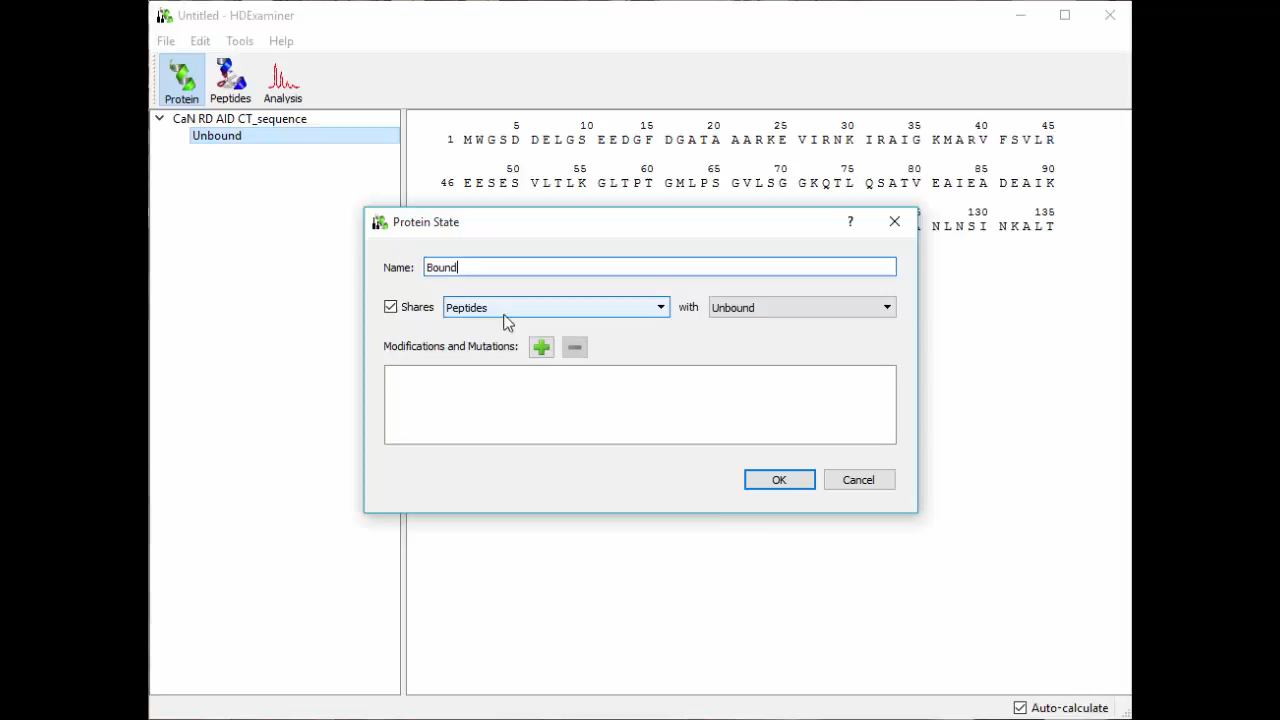 Untitled - HDExaminer
File Edit Tools Help
Protein Peptides Analysis
CaN RD AID CT_sequence
Unbound
5 10 15 20 25 30 35 40 45
1 MWGSD DELGS EEDGF DGATA AARKE VIRNK IRAIG KMARV FSVLR
50 55 60 65 70 75 80 85 90
46 EESES VLTLK GLTPT GMLPS GVLSG GKQTL QSATV EAIEA DEAIK
130 135
NLNSI NKALT
Protein State
?
Name: Bound
Shares Peptides with Unbound
Modifications and Mutations:
OK Cancel
Auto-calculate